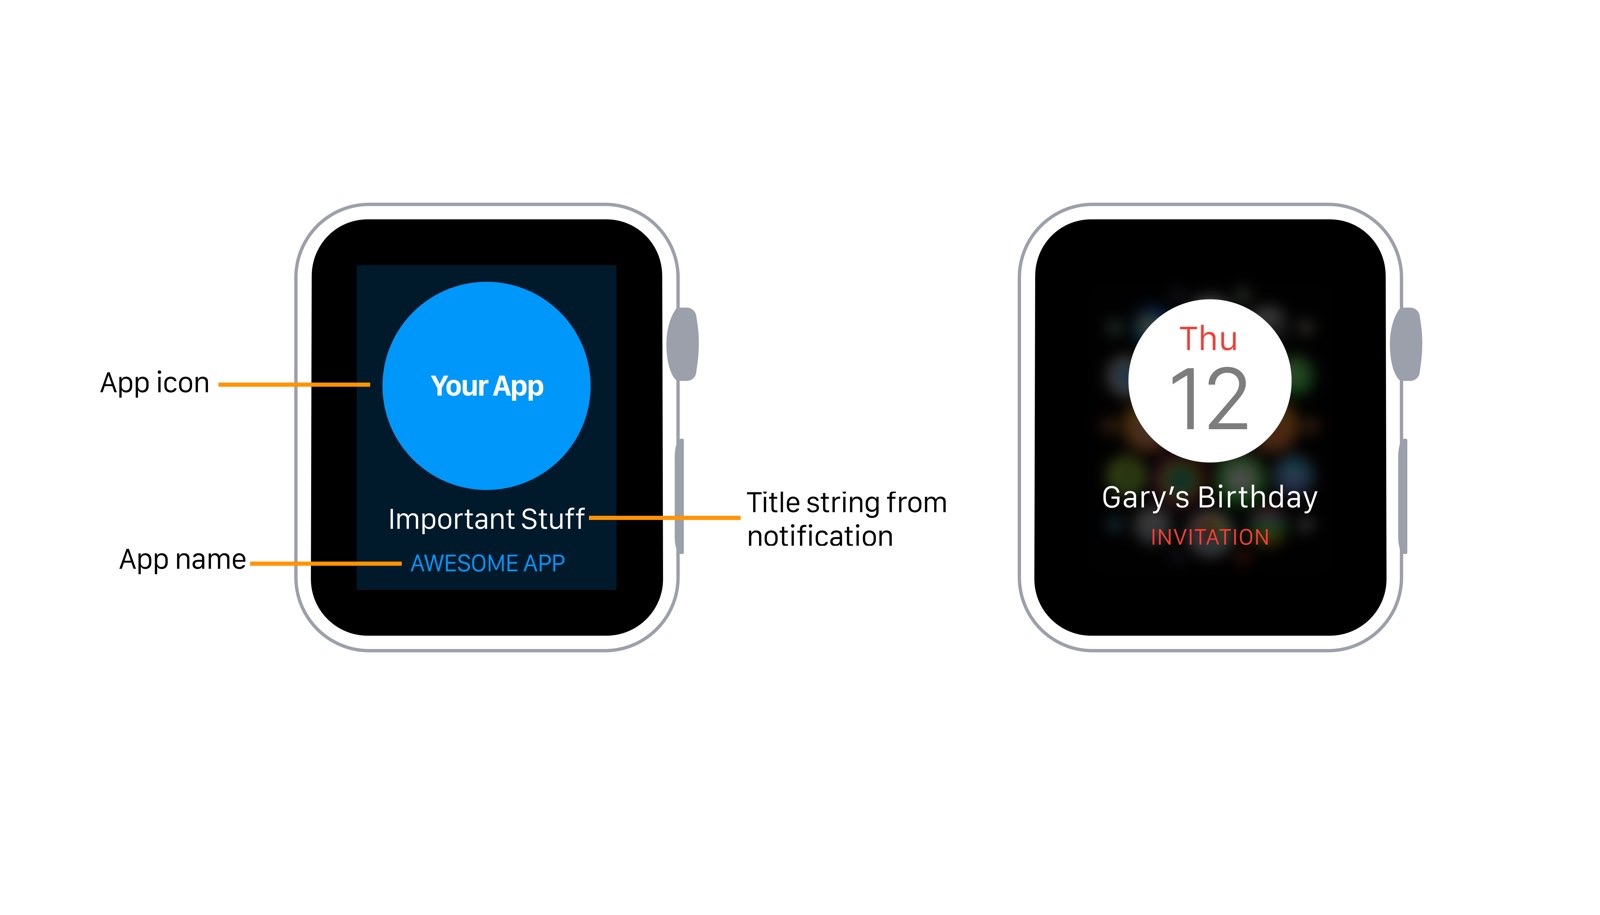 App icon
Your App
Important Stuff
Title string from
notification
App name
AWESOME APP
Thu
12
Gary’s Birthday
INVITATION